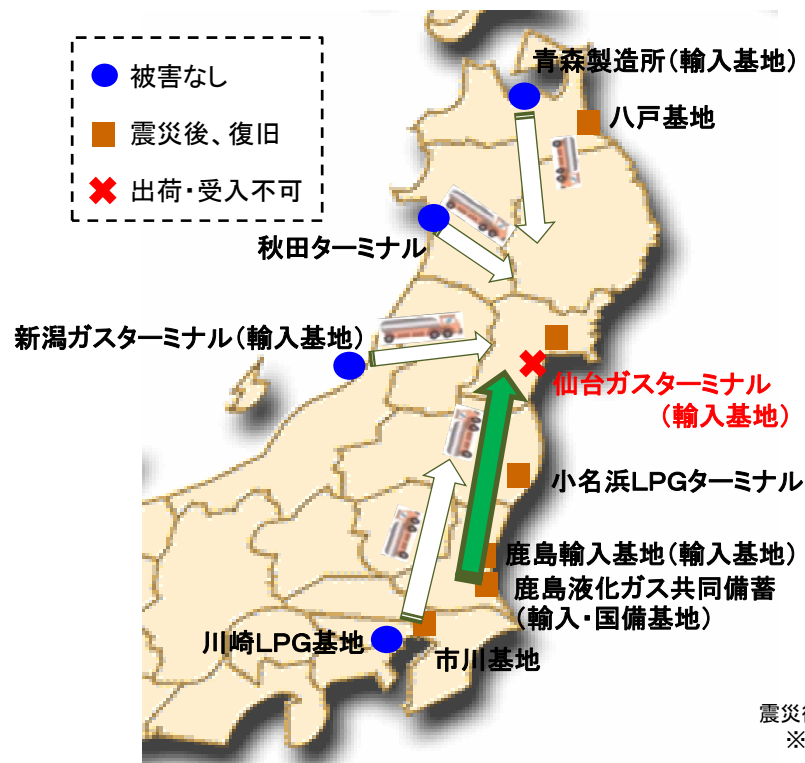 被害なし
震災後、復旧
出荷・受入不可
青森製造所(輸入基地)
八戸基地
秋田ターミナル
新潟ガスターミナル(輸入基地)
仙台ガスターミナル
(輸入基地)
小名浜LPGターミナル
鹿島輸入基地(輸入基地)
鹿島液化ガス共同備蓄
(輸入・国備基地)
川崎LPG基地
市川基地
震災
※